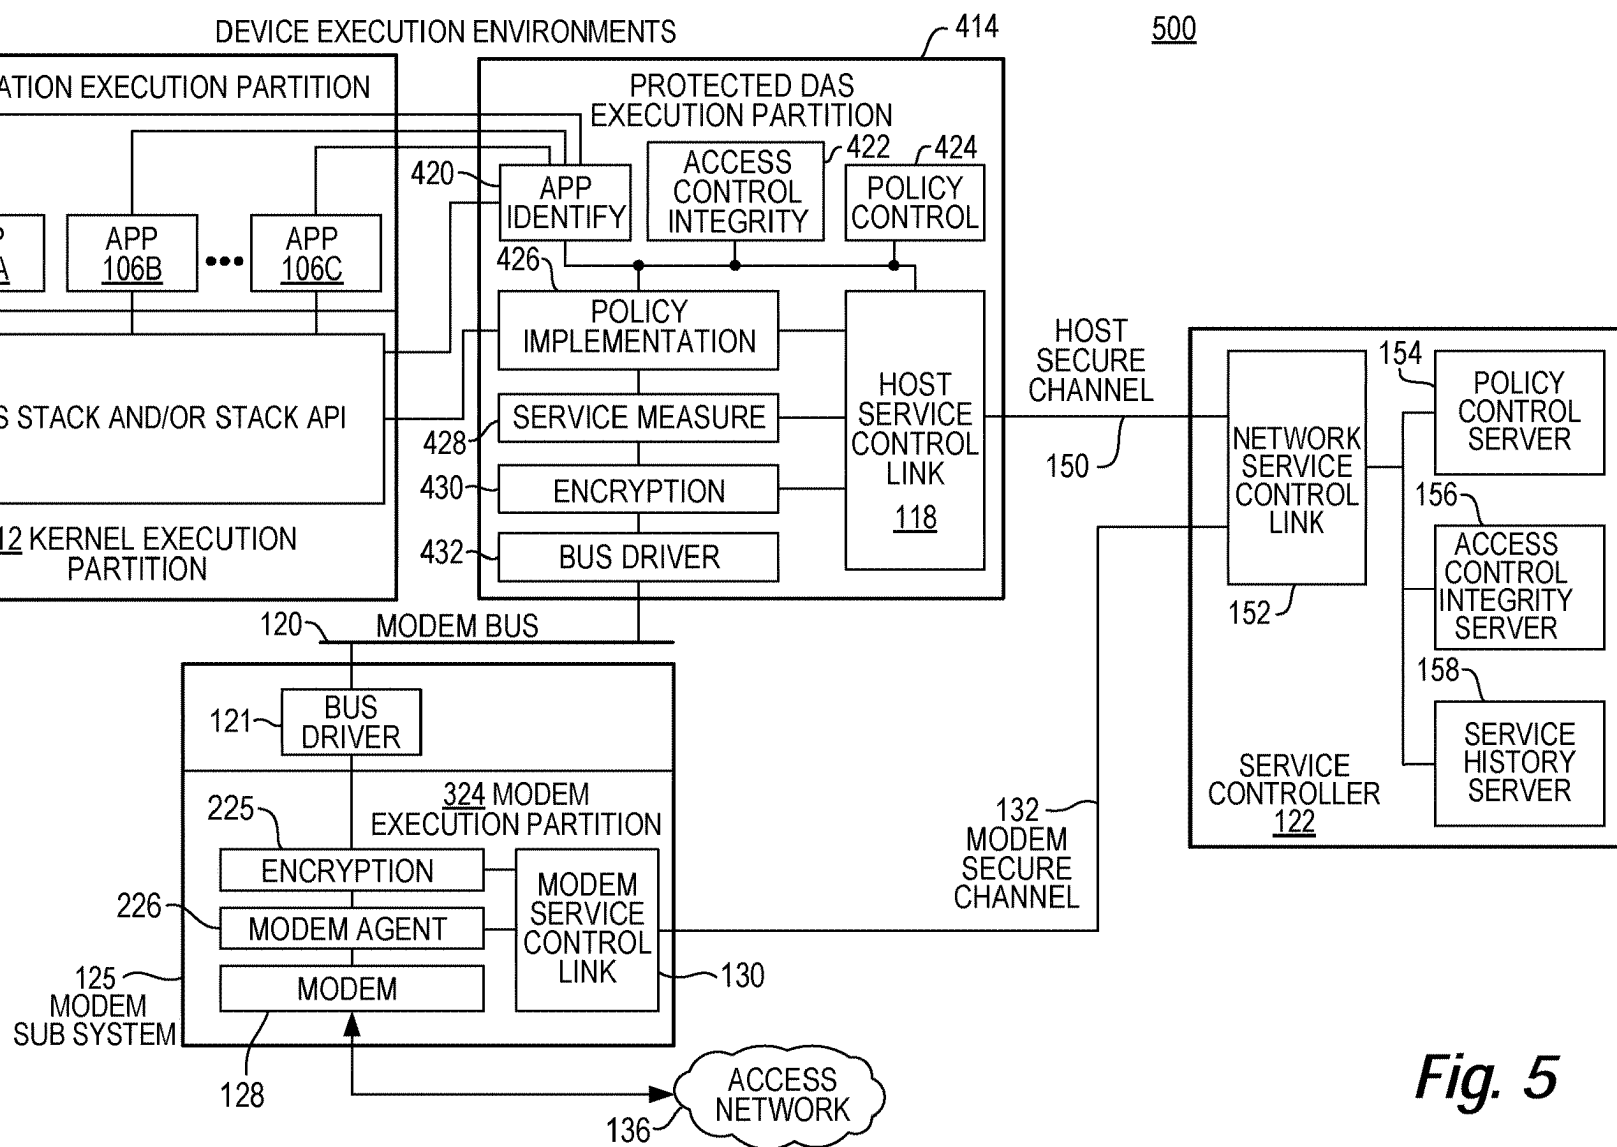 DEVICE EXECUTION ENVIRONMENTS
414
500
ATION EXECUTION PARTITION
PROTECTED DAS
EXECUTION PARTITION
420
APP
IDENTIFY
ACCESS
CONTROL
INTEGRITY
422
424
POLICY
CONTROL
P
A
APP
106B
APP
106C
426
POLICY
IMPLEMENTATION
S STACK AND/OR STACK API
SERVICE MEASURE
428
430
ENCRYPTION
432
BUS DRIVER
HOST
SERVICE
CONTROL
LINK
118
12 KERNEL EXECUTION
PARTITION
HOST
SECURE
CHANNEL
150
NETWORK
SERVICE
CONTROL
LINK
152
154
POLICY
CONTROL
SERVER
156
ACCESS
CONTROL
INTEGRITY
SERVER
158
SERVICE
HISTORY
SERVER
SERVICE
CONTROLLER
122
120
MODEM BUS
121
BUS
DRIVER
324 MODEM
EXECUTION PARTITION
225
ENCRYPTION
226
MODEM AGENT
MODEM
MODEM
SERVICE
CONTROL
LINK
130
132
MODEM
SECURE
CHANNEL
125
MODEM
SUB SYSTEM
128
ACCESS
NETWORK
136
Fig. 5